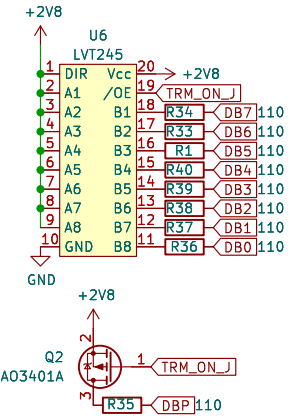 +2V8
U6
LVT245
1 DIR Vcc 20 +2V8
2 A1 /OE 19 TRM_ON_J
3 A2 B1 18 R34 DB7 110
4 A3 B2 17 R33 DB6 110
5 A4 B3 16 R1 DB5 110
6 A5 B4 15 R40 DB4 110
7 A6 B5 14 R39 DB3 110
8 A7 B6 13 R38 DB2 110
9 A8 B7 12 R37 DB1 110
10 GND B8 11 R36 DB0 110
GND
+2V8
2
Q2
AO3401A
1 TRM_ON_J
3
R35 DBP 110